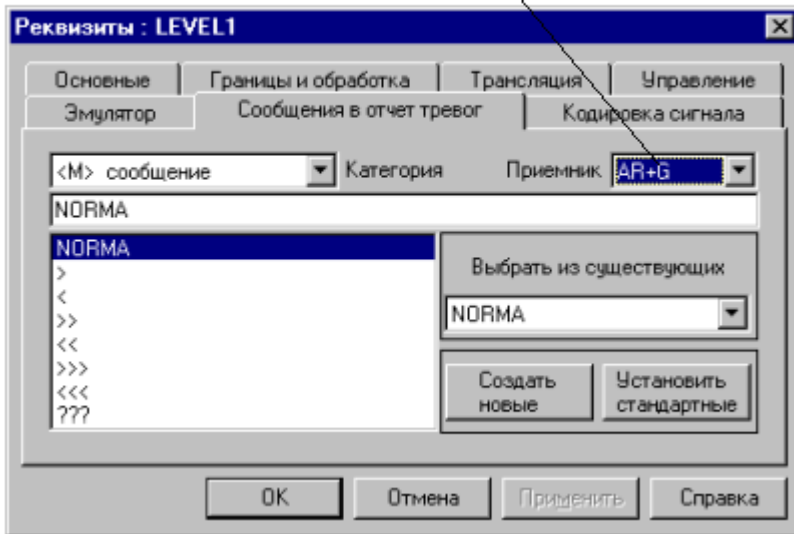 Реквизиты : LEVEL1
Основные Границы и обработка Трансляция Управление
Эмулятор Сообщения в отчет тревог Кодировка сигнала
<M> сообщение Категория Приемник AR+G
NORMA
NORMA
>
<
>>
<<
>>>
<<<
???
Выбрать из существующих
NORMA
Создать новые
Установить стандартные
OK Отмена Применить Справка